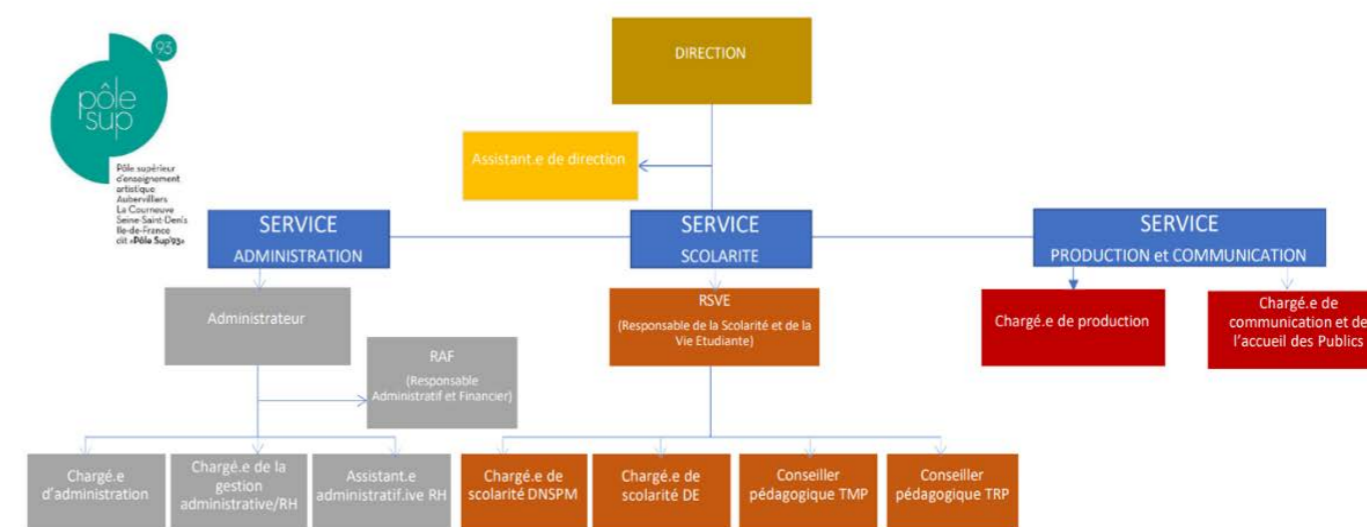 93
pôle
sup
Pôle supérieur
d'enseignement
artistique
Aubervilliers
La Courneuve
Seine-Saint-Denis
Ile-de-France
dit «Pôle Sup'93»
DIRECTION
Assistant.e de direction
SERVICE
ADMINISTRATION
SERVICE
SCOLARITE
SERVICE
PRODUCTION et COMMUNICATION
Administrateur
RSVE
(Responsable de la Scolarité et de la
Vie Etudiante)
Chargé.e de production
Chargé.e de
communication et de
l'accueil des Publics
RAF
(Responsable
Administratif et Financier)
Chargé.e
d'administration
Chargé.e de la
gestion
administrative/RH
Assistant.e
administratif.ive RH
Chargé.e de
scolarité DNSPM
Chargé.e de
scolarité DE
Conseiller
pédagogique TMP
Conseiller
pédagogique TRP